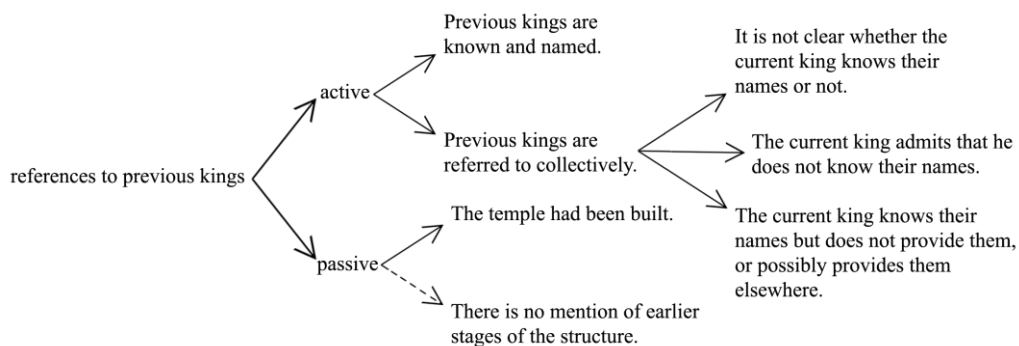 references to previous kings
active
passive
Previous kings are
known and named.
Previous kings are
referred to collectively.
The temple had been built.
There is no mention of earlier
stages of the structure.
It is not clear whether the
current king knows their
names or not.
The current king admits that he
does not know their names.
The current king knows their
names but does not provide them,
or possibly provides them
elsewhere.